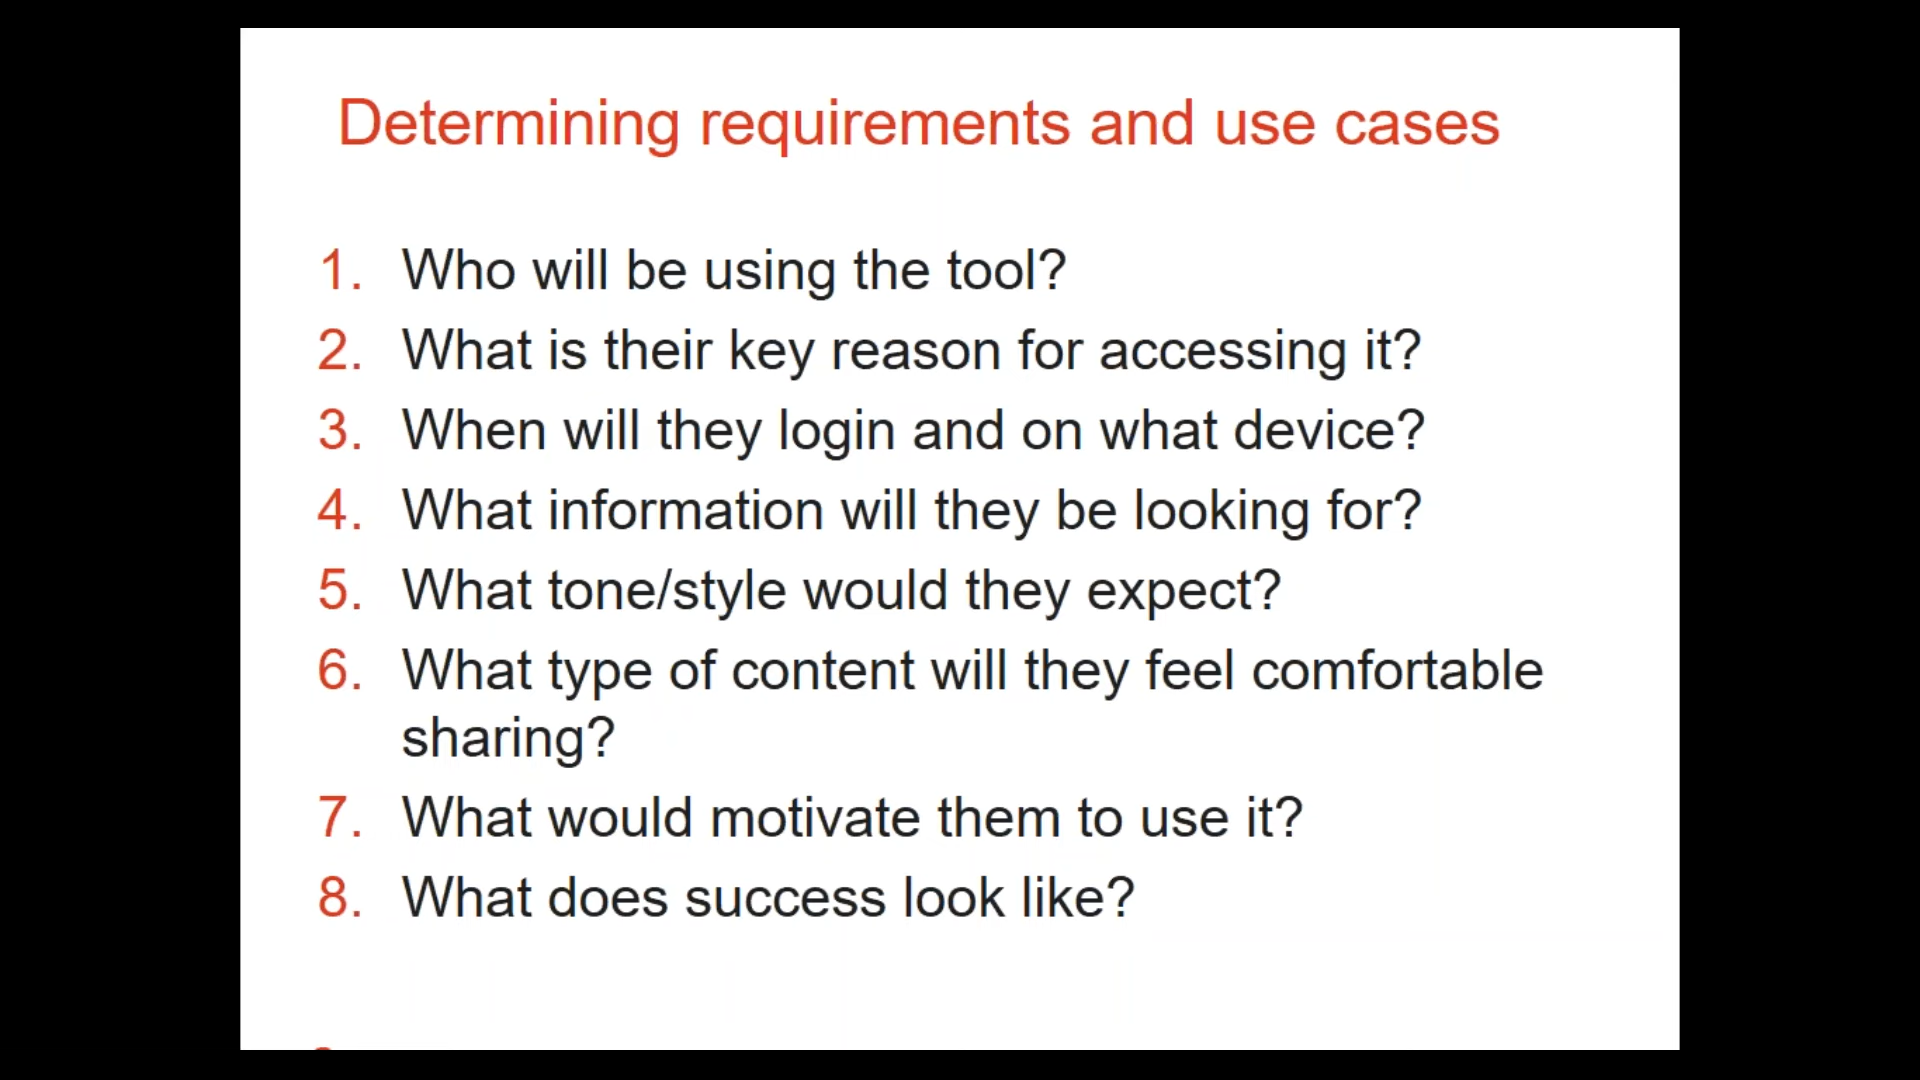 Determining requirements and use cases
1. Who will be using the tool?
2. What is their key reason for accessing it?
3. When will they login and on what device?
4. What information will they be looking for?
5. What tone/style would they expect?
6. What type of content will they feel comfortable
sharing?
7. What would motivate them to use it?
8. What does success look like?